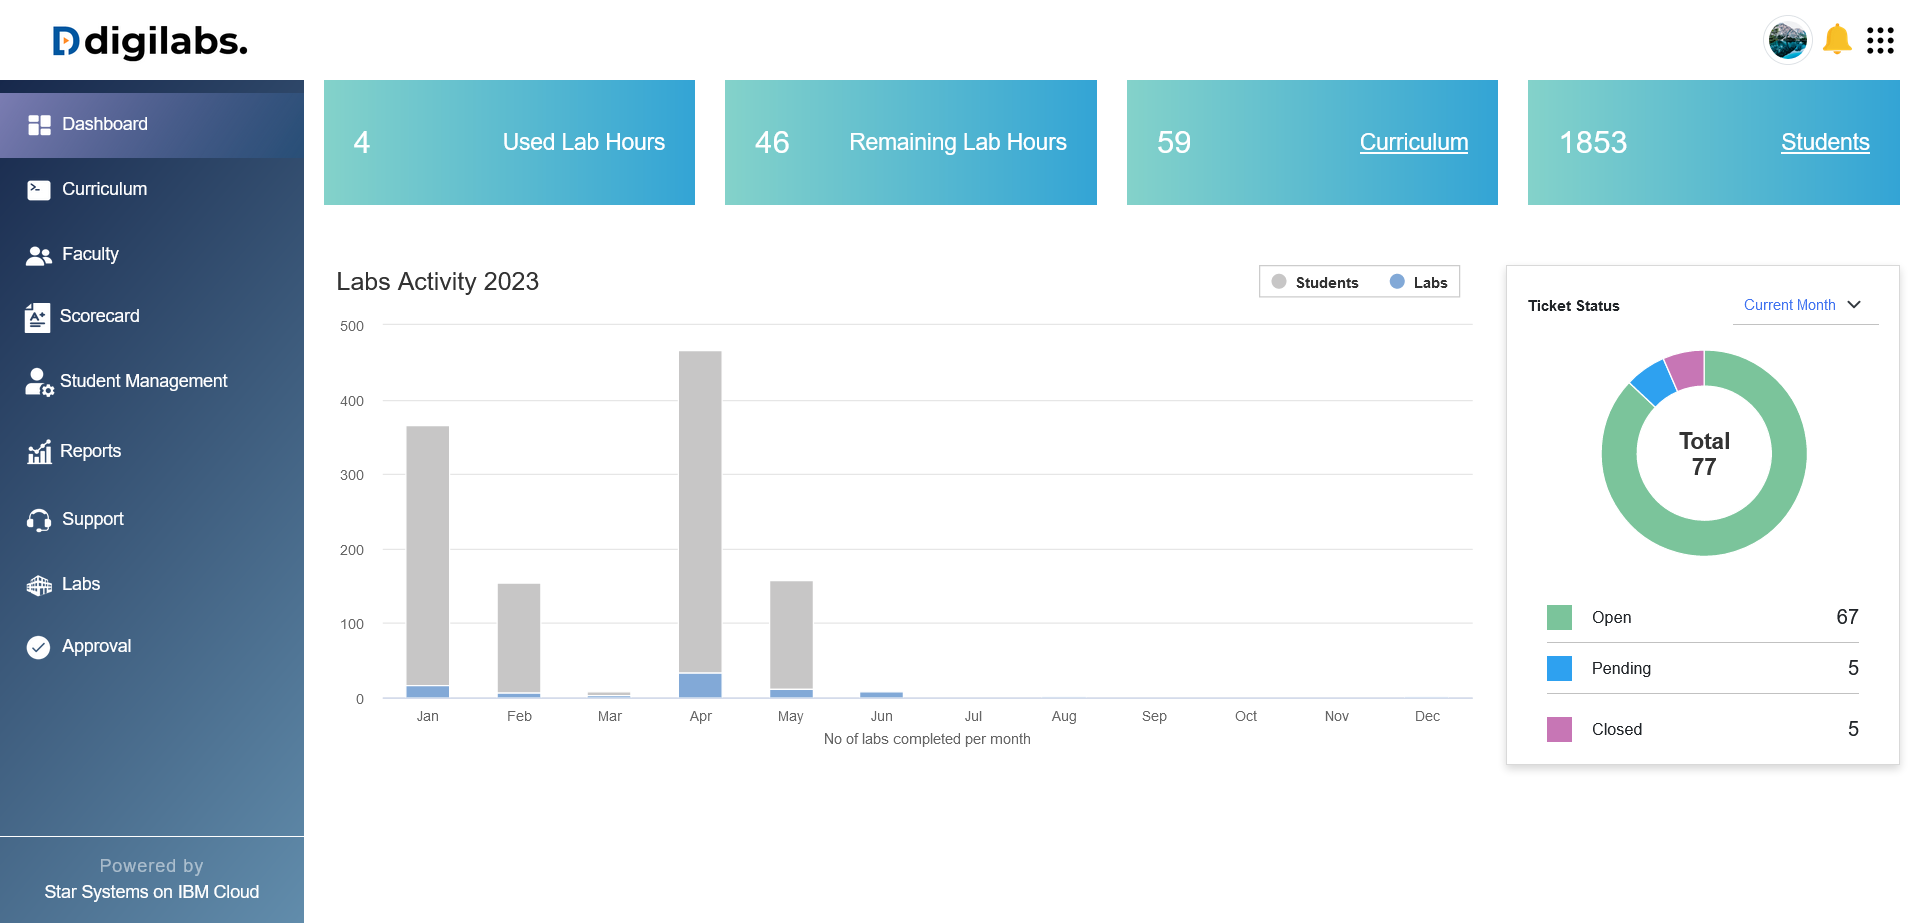 digilabs.
Dashboard
Curriculum
Faculty
Scorecard
Student Management
Reports
Support
Labs
Approval
Powered by
Star Systems on IBM Cloud
4 Used Lab Hours
46 Remaining Lab Hours
59 Curriculum
1853 Students
Labs Activity 2023
Students Labs
500
400
300
200
100
0
Jan Feb Mar Apr May Jun Jul Aug Sep Oct Nov Dec
No of labs completed per month
Ticket Status Current Month
Total
77
Open 67
Pending 5
Closed 5